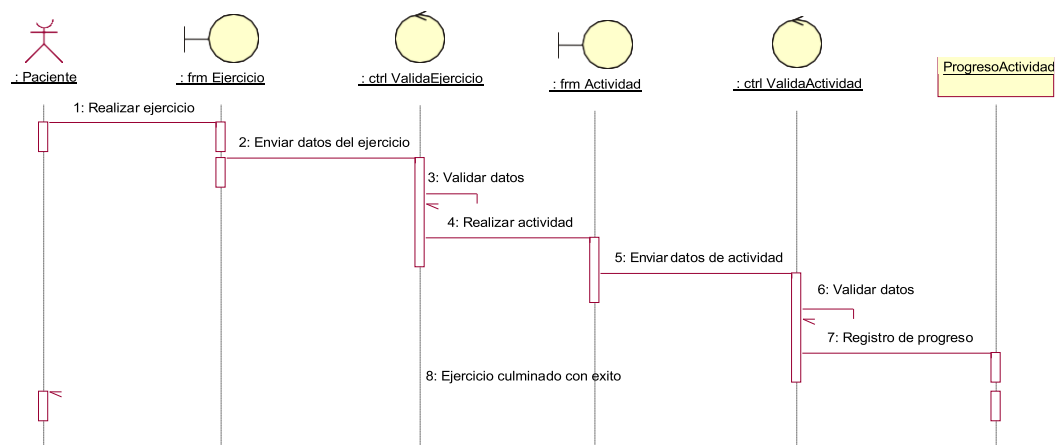 : Paciente
: frm Ejercicio
: ctrl ValidaEjercicio
: frm Actividad
: ctrl ValidaActividad
ProgresoActividad
1: Realizar ejercicio
2: Enviar datos del ejercicio
3: Validar datos
4: Realizar actividad
5: Enviar datos de actividad
6: Validar datos
7: Registro de progreso
8: Ejercicio culminado con exito